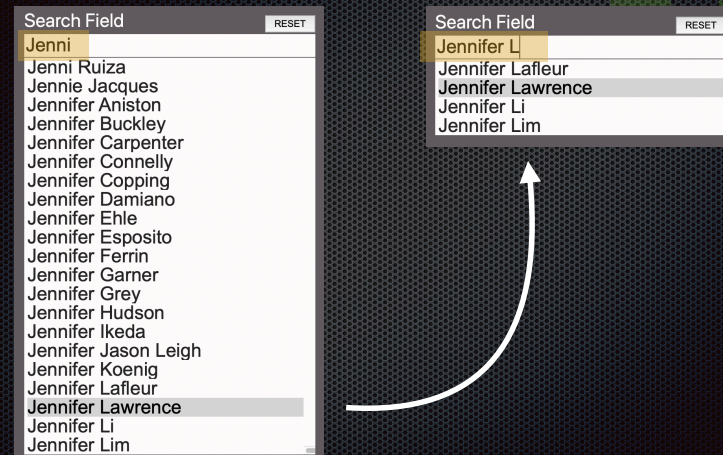 Search Field
RESET
Jenni
Jenni Ruiza
Jennie Jacques
Jennifer Aniston
Jennifer Buckley
Jennifer Carpenter
Jennifer Connelly
Jennifer Copping
Jennifer Damiano
Jennifer Ehle
Jennifer Esposito
Jennifer Ferrin
Jennifer Garner
Jennifer Grey
Jennifer Hudson
Jennifer Ikeda
Jennifer Jason Leigh
Jennifer Koenig
Jennifer Lafleur
Jennifer Lawrence
Jennifer Li
Jennifer Lim
Search Field
RESET
Jennifer L
Jennifer Lafleur
Jennifer Lawrence
Jennifer Li
Jennifer Lim